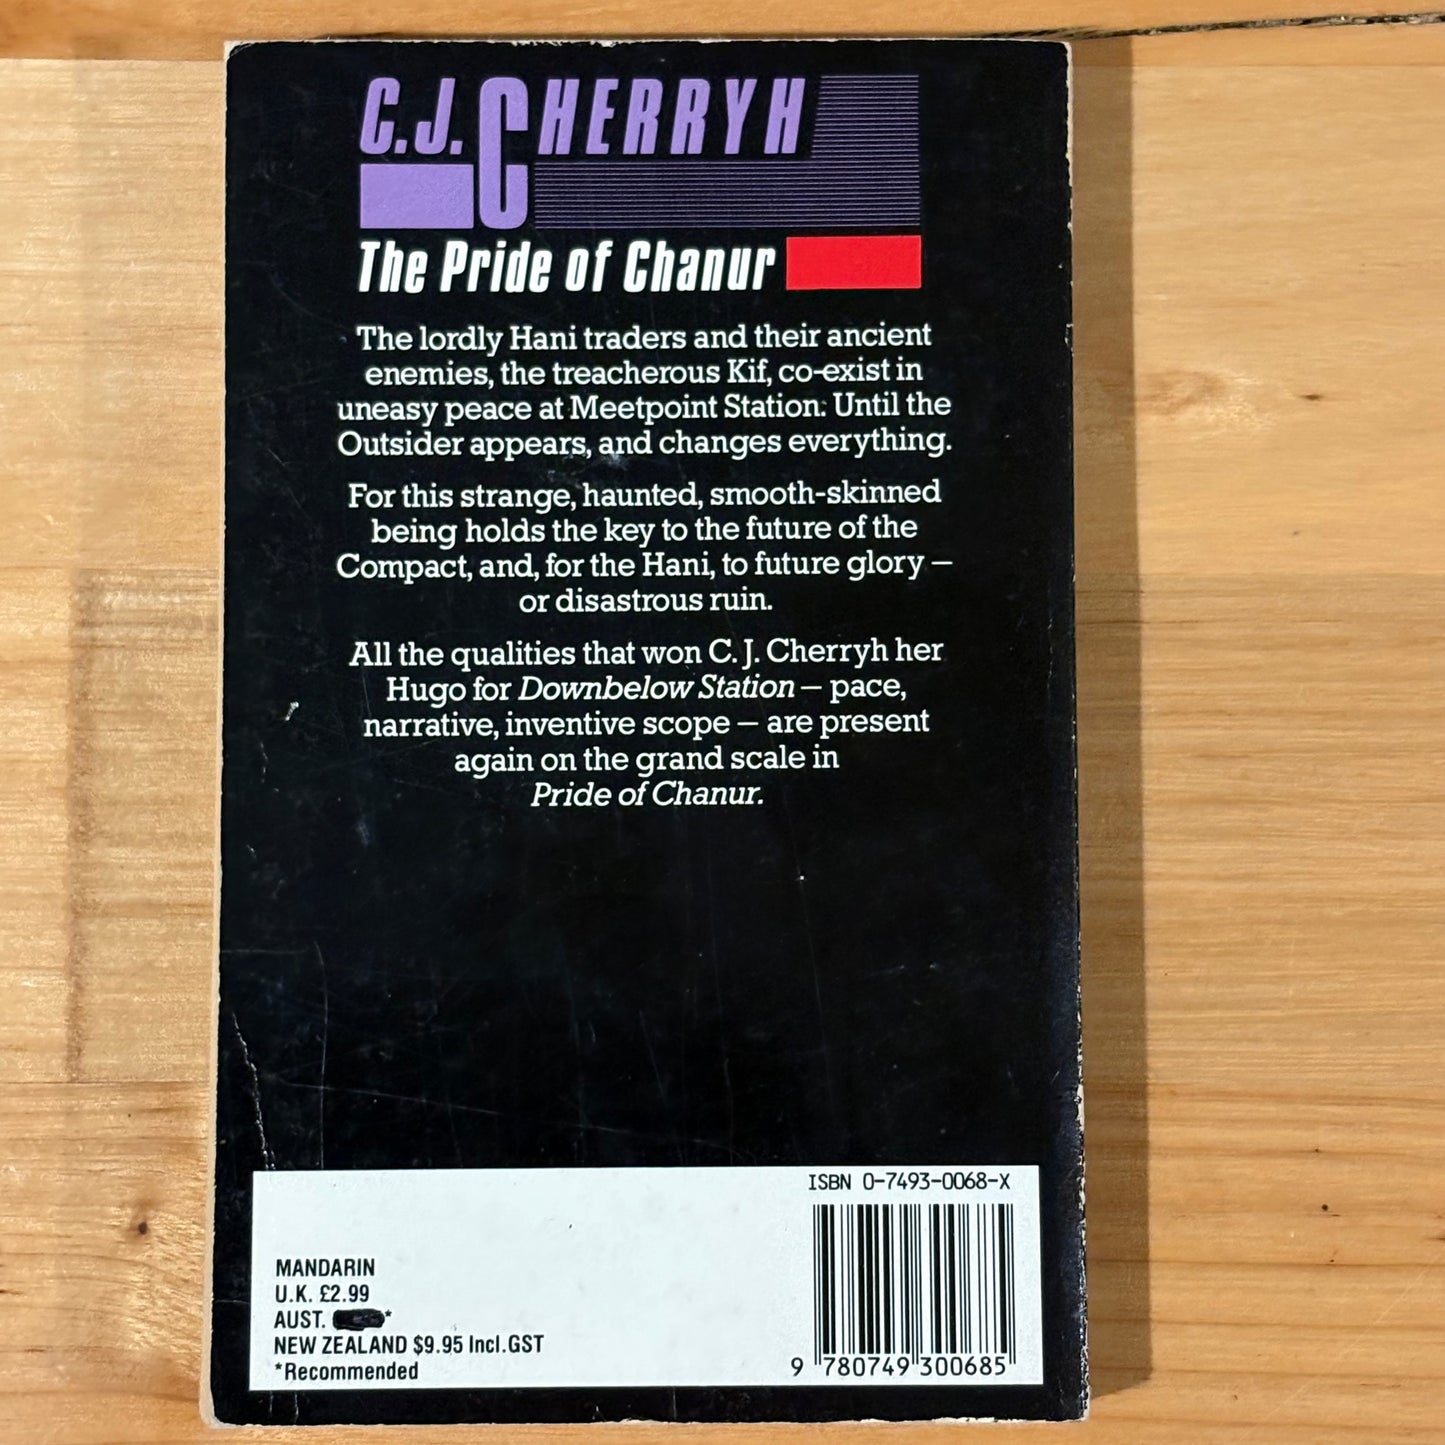 C.J. CHERRYH
The Pride of Chanur
The lordly Hani traders and their ancient
enemies, the treacherous Kif, co-exist in
uneasy peace at Meetpoint Station. Until the
Outsider appears, and changes everything.
For this strange, haunted, smooth-skinned
being holds the key to the future of the
Compact, and, for the Hani, to future glory –
or disastrous ruin.
All the qualities that won C. J. Cherryh her
Hugo for Downbelow Station – pace,
narrative, inventive scope – are present
again on the grand scale in
Pride of Chanur.
ISBN 0-7493-0068-X
MANDARIN
U.K. £2.99
AUST. *
NEW ZEALAND $9.95 Incl.GST
*Recommended
9 780749 300685